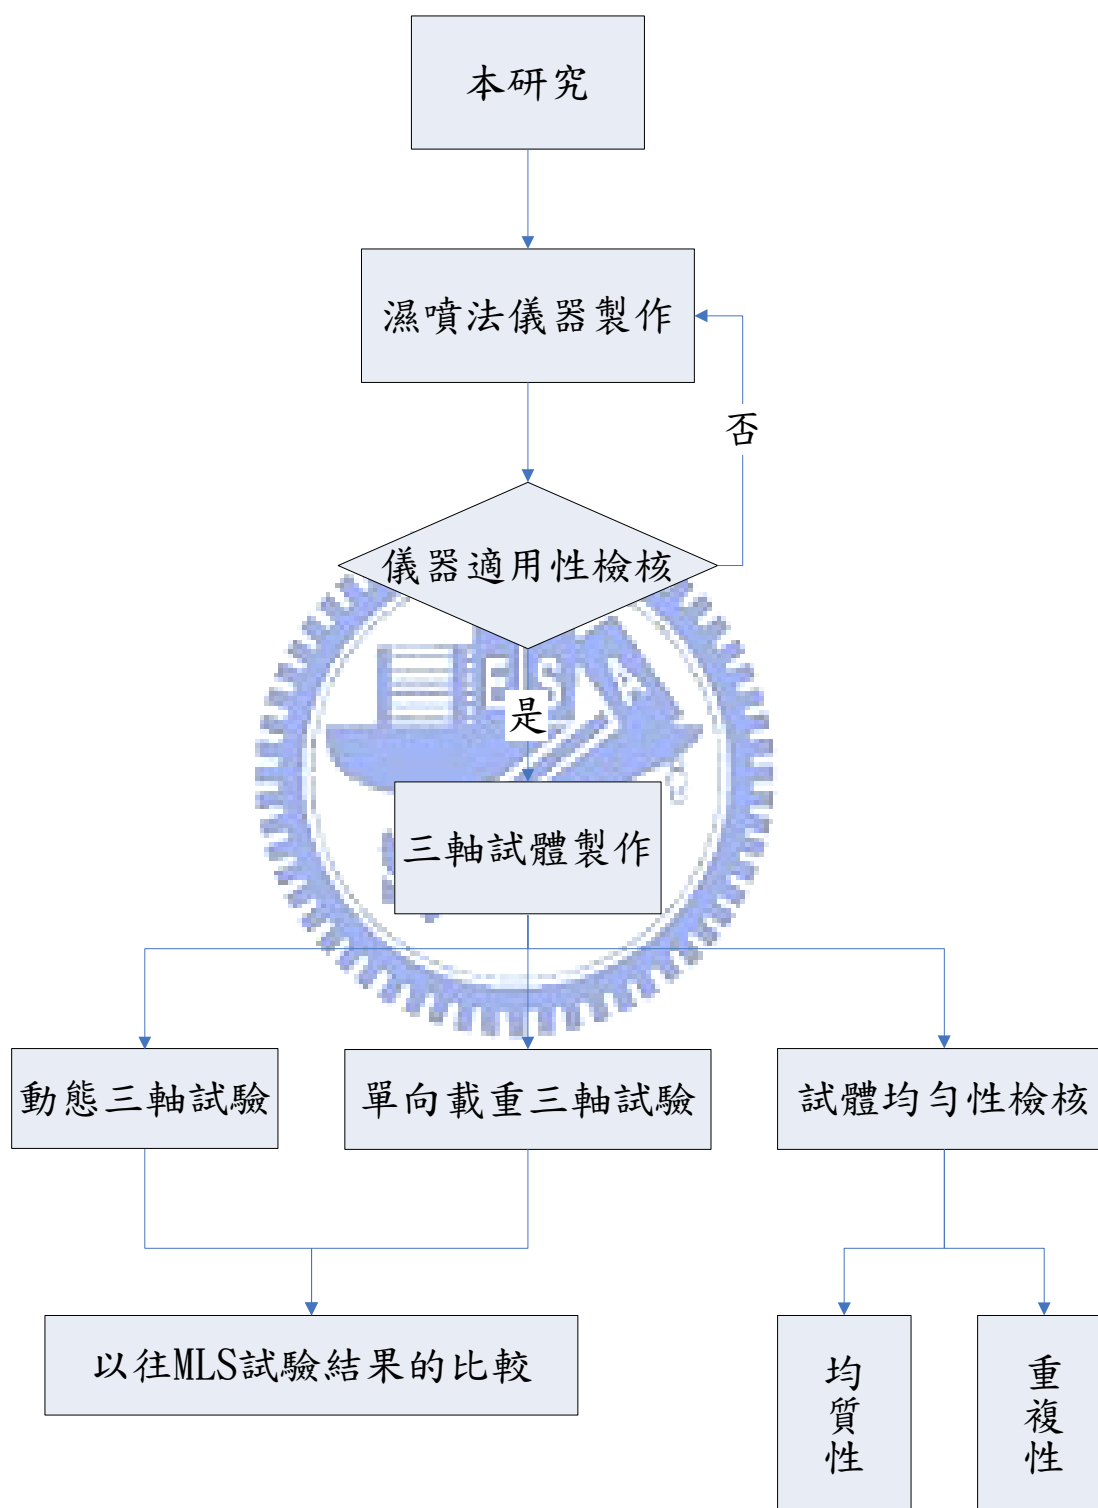 本研究
濕噴法儀器製作
否
儀器適用性檢核
E S A
是
三軸試體製作
動態三軸試驗
單向載重三軸試驗
試體均勻性檢核
以往MLS試驗結果的比較
均質性
重複性